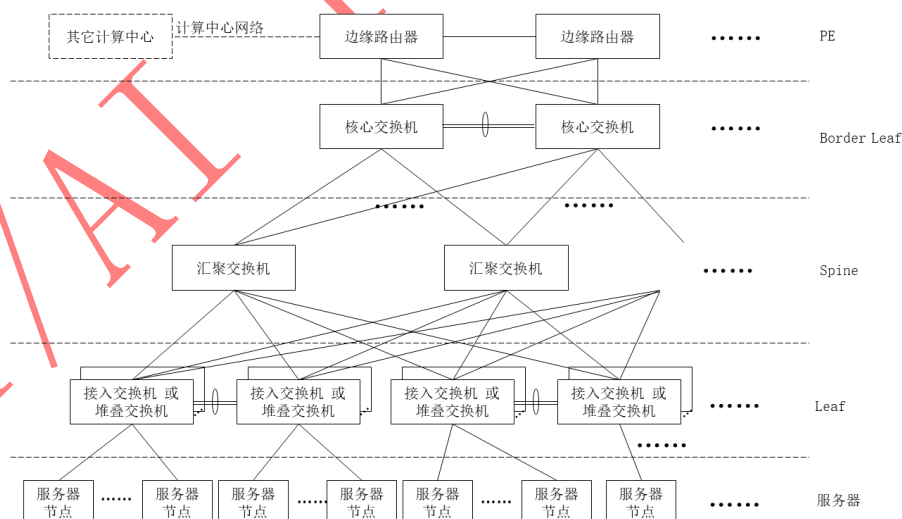 其它计算中心
计算中心网络
边缘路由器
边缘路由器
……
PE
核心交换机
核心交换机
……
Border Leaf
……
……
汇聚交换机
汇聚交换机
……
Spine
接入交换机 或
堆叠交换机
接入交换机 或
堆叠交换机
接入交换机 或
堆叠交换机
接入交换机 或
堆叠交换机
……
Leaf
……
服务器
节点
……
服务器
节点
服务器
节点
……
服务器
节点
服务器
节点
……
服务器
节点
服务器
节点
……
服务器